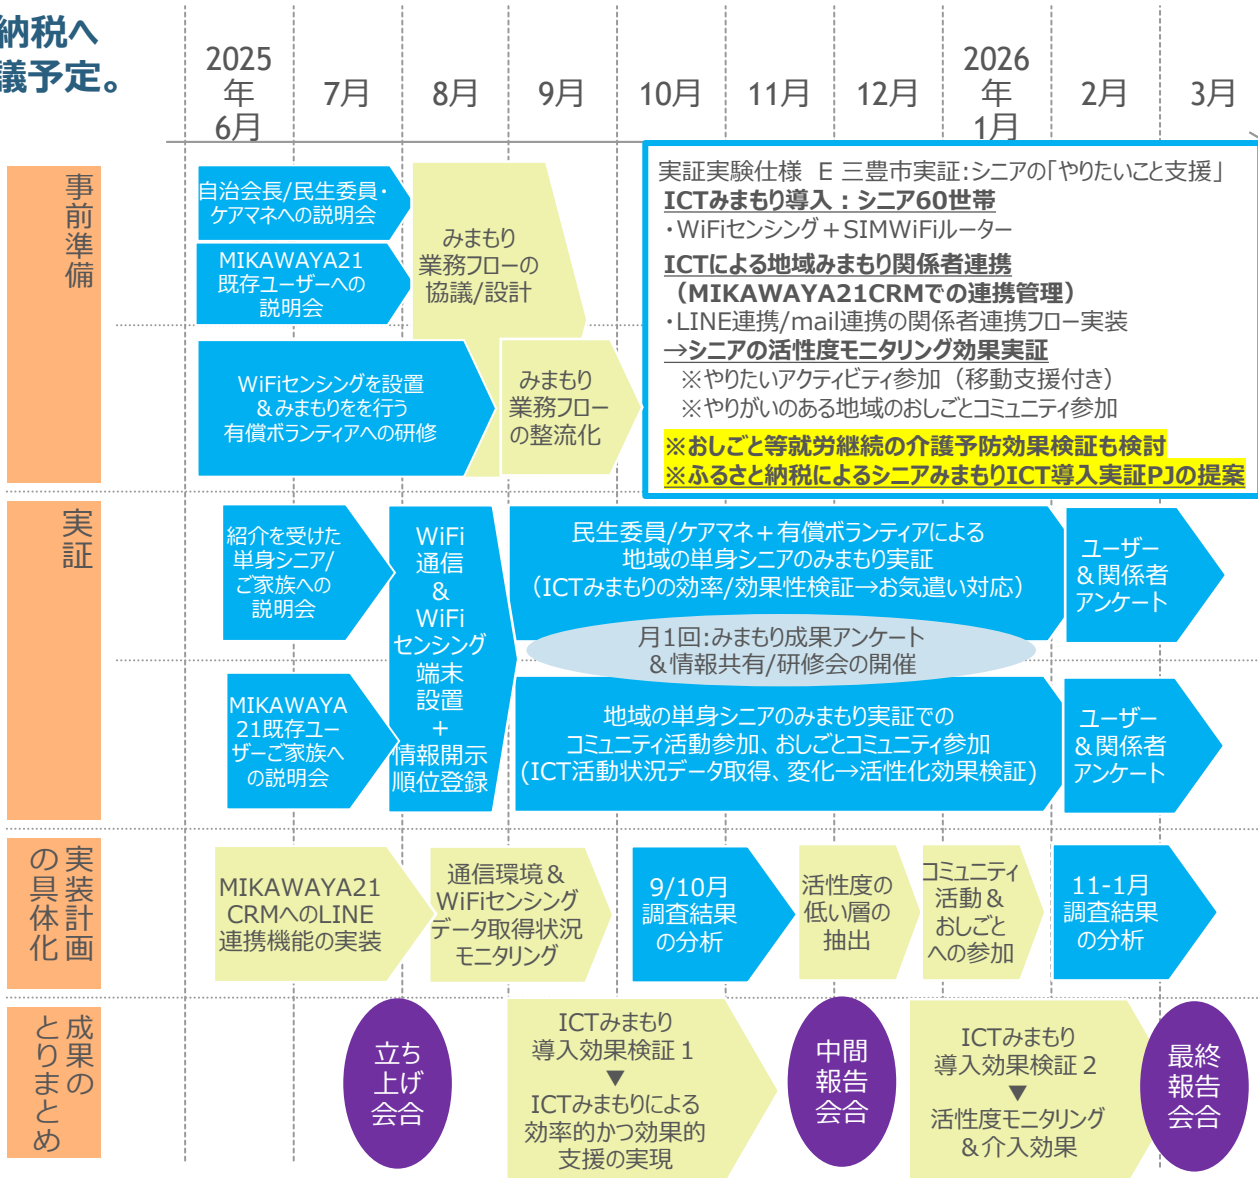 納税へ
議予定。
2025
年
6月
7月
8月
9月
10月
11月
12月
2026
年
1月
2月
3月
事前準備
自治会長/民生委員・
ケアマネへの説明会
MIKAWAYA21
既存ユーザーへの
説明会
みまもり
業務フローの
協議/設計
WiFiセンシングを設置
＆みまもりをを行う
有償ボランティアへの研修
みまもり
業務フロー
の整流化
実証実験仕様 E 三豊市実証:シニアの「やりたいこと支援」
ICTみまもり導入：シニア60世帯
・WiFiセンシング＋SIMWiFiルーター
ICTによる地域みまもり関係者連携
（MIKAWAYA21CRMでの連携管理）
・LINE連携/mail連携の関係者連携フロー実装
→シニアの活性度モニタリング効果実証
※やりたいアクティビティ参加（移動支援付き）
※やりがいのある地域のおしごとコミュニティ参加
※おしごと等就労継続の介護予防効果検証も検討
※ふるさと納税によるシニアみまもりICT導入実証PJの提案
実証
紹介を受けた
単身シニア/
ご家族への
説明会
WiFi
通信
＆
WiFi
センシング
端末
設置
＋
情報開示
順位登録
民生委員/ケアマネ＋有償ボランティアによる
地域の単身シニアのみまもり実証
（ICTみまもりの効率/効果性検証→お気遣い対応）
ユーザー
＆関係者
アンケート
月1回:みまもり成果アンケート
＆情報共有/研修会の開催
MIKAWAYA
21既存ユー
ザーご家族へ
の説明会
地域の単身シニアのみまもり実証での
コミュニティ活動参加、おしごとコミュニティ参加
(ICT活動状況データ取得、変化→活性化効果検証)
ユーザー
＆関係者
アンケート
実装計画
の具体化
MIKAWAYA21
CRMへのLINE
連携機能の実装
通信環境＆
WiFiセンシング
データ取得状況
モニタリング
9/10月
調査結果
の分析
活性度の
低い層の
抽出
コミュニティ
活動＆
おしごと
への参加
11-1月
調査結果
の分析
成果の
とりまとめ
立ち
上げ
会合
ICTみまもり
導入効果検証１
▼
ICTみまもりによる
効率的かつ効果的
支援の実現
中間
報告
会合
ICTみまもり
導入効果検証２
▼
活性度モニタリング
＆介入効果
最終
報告
会合